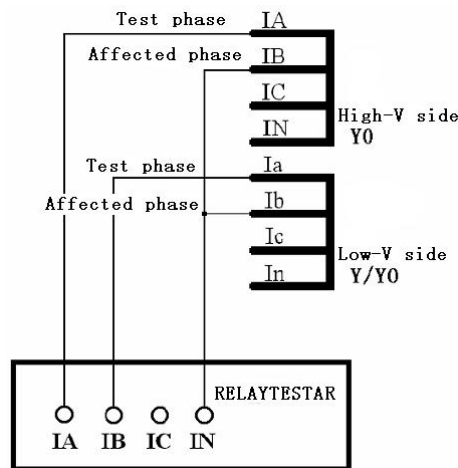 Test phase IA
Affected phase IB
IC
High-V side
IN
Y0
Test phase Ia
Affected phase Ib
Ic
Low-V side
In
Y/Y0
RELAYTESTAR
IA IB IC IN